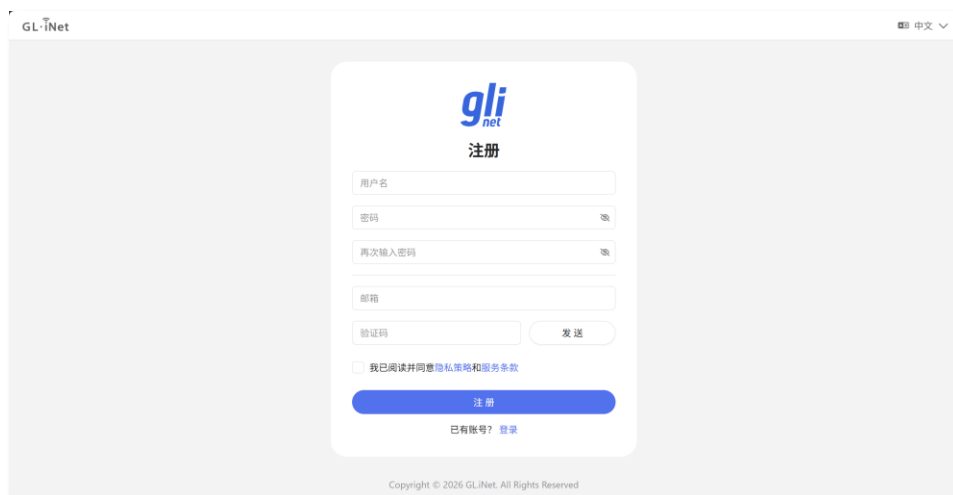 GL·iNet
中文
gli
net
注册
用户名
密码
再次输入密码
邮箱
验证码
发送
我已阅读并同意隐私策略和服务条款
注册
已有账号? 登录
Copyright © 2026 GL.iNet. All Rights Reserved